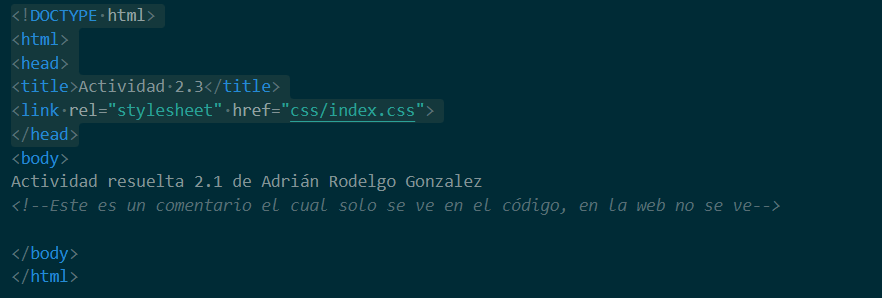 <!DOCTYPE html>
<html>
<head>
<title>Actividad 2.3</title>
<link rel="stylesheet" href="css/index.css">
</head>
<body>
Actividad resuelta 2.1 de Adrián Rodelgo Gonzalez
<!--Este es un comentario el cual solo se ve en el código, en la web no se ve-->
</body>
</html>